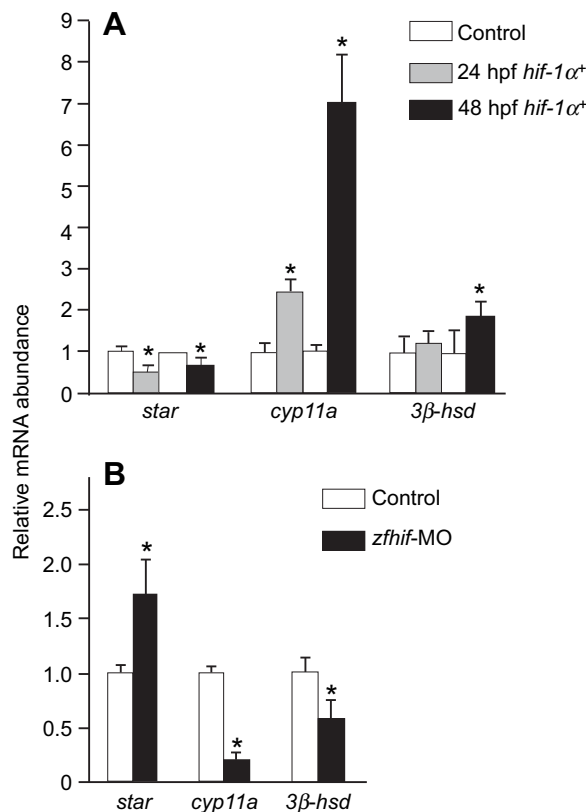 A
Control
24 hpf hif-1α+
48 hpf hif-1α+
9
8
7
6
5
4
3
2
1
0
*
*
*
*
*
star
cyp11a
3β-hsd
Relative mRNA abundance
B
Control
zfhif-MO
2.5
2.0
1.5
1.0
0.5
0
*
*
*
star
cyp11a
3β-hsd